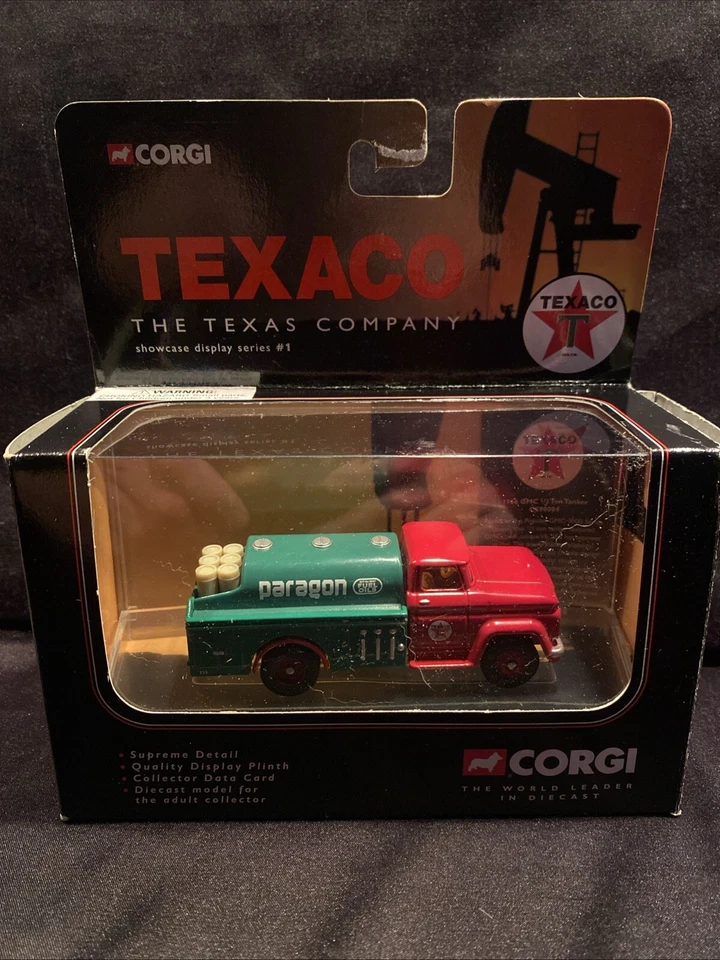 CORGI
TEXACO
THE TEXAS COMPANY
showcase display series #1
TEXACO
T
WARNING:
TEXACO
paragon
FUEL
OILS
Supreme Detail
Quality Display Plinth
Collector Data Card
Diecast model for
the adult collector
CORGI
THE WORLD LEADER
IN DIECAST